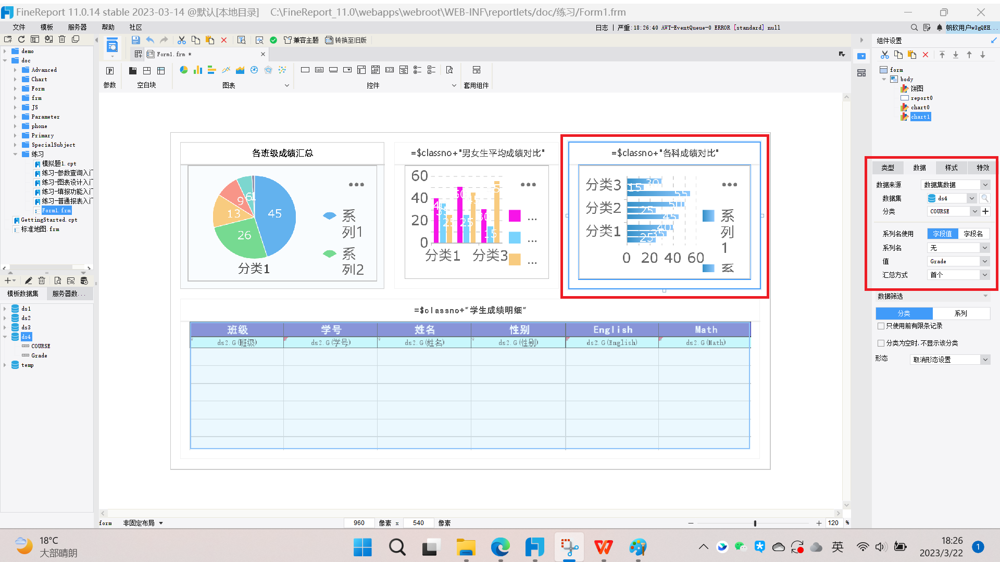 FineReport 11.0.14 stable 2023-03-14 @默认[本地目录] C:\FineReport_11.0\webapps\webroot\WEB-INF\reportlets/doc/练习/Form1.frm
文件 模板 服务器 帮助 社区
日志 | 严重:18:26:40 AWT-EventQueue-0 ERROR [standard] null
帆软用户w3gQEH...
兼容主题 转换至旧版
Form1.frm *
参数 空白块 图表 控件 套用组件
demo
doc
Advanced
Chart
Form
frm
JS
Parameter
phone
Primary
SpecialSubject
练习
模拟题1.cpt
练习-参数查询入门
练习-图表设计入门
练习-填报功能入门
练习-普通报表入门
Form1.frm
GettingStarted.cpt
标准地图.frm
模板数据集 服务器数...
ds1
ds2
ds3
ds4
COURSE
Grade
temp
各班级成绩汇总
45
26
13
9
6
1
分类1
系列1
系列2
=$classno+"男女生平均成绩对比"
60
40
20
0
分类1 分类3
...
...
...
=$classno+"各科成绩对比"
分类3
分类2
分类1
30
15
55
50
25
45
40
35
25
0 20 40 60
系列1
系
=$classno+"学生成绩明细"
班级 学号 姓名 性别 English Math
ds2.G(班级) ds2.G(学号) ds2.G(姓名) ds2.G(性别) ds2.G(English) ds2.G(Math)
form 非固定布局 960 像素 x 540 像素 120 %
组件设置
form
body
饼图
report0
chart0
chart1
类型 数据 样式 特效
数据来源 数据集数据
数据集 ds4
分类 COURSE
系列名使用 字段值 字段名
系列名 无
值 Grade
汇总方式 首个
数据筛选
分类 系列
只使用前有限条记录
分类为空时,不显示该分类
形态 取消形态设置
18°C
大部晴朗
英
18:26
2023/3/22
1